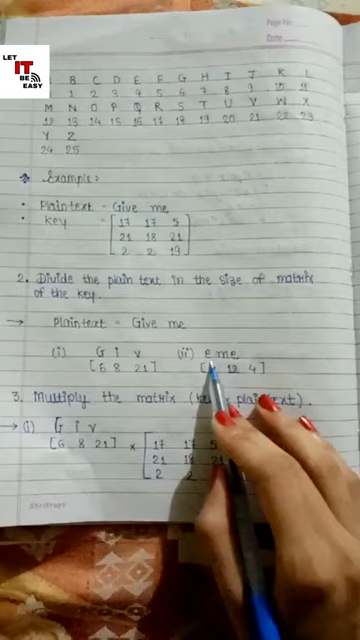 LET
IT
BE
EASY
Page No.
Date
B C D E F G H I J K L
1 2 3 4 5 6 7 8 9 10 11
M N O P Q R S T U V W X
12 13 14 15 16 17 18 19 20 21 22 23
Y Z
24 25
Example:
Plaintext = Give me
key = [17 17 5
21 18 21
2 2 19]
2. Divide the plain text in the size of matrix
of the key.
→ Plaintext = Give me
(i) G i v (ii) e me
[6 8 21] [ 12 4]
3. Multiply the matrix ( plaintext).
→ (i) G i v
[6 8 21] × [17 17 5
21 18 21
2 2